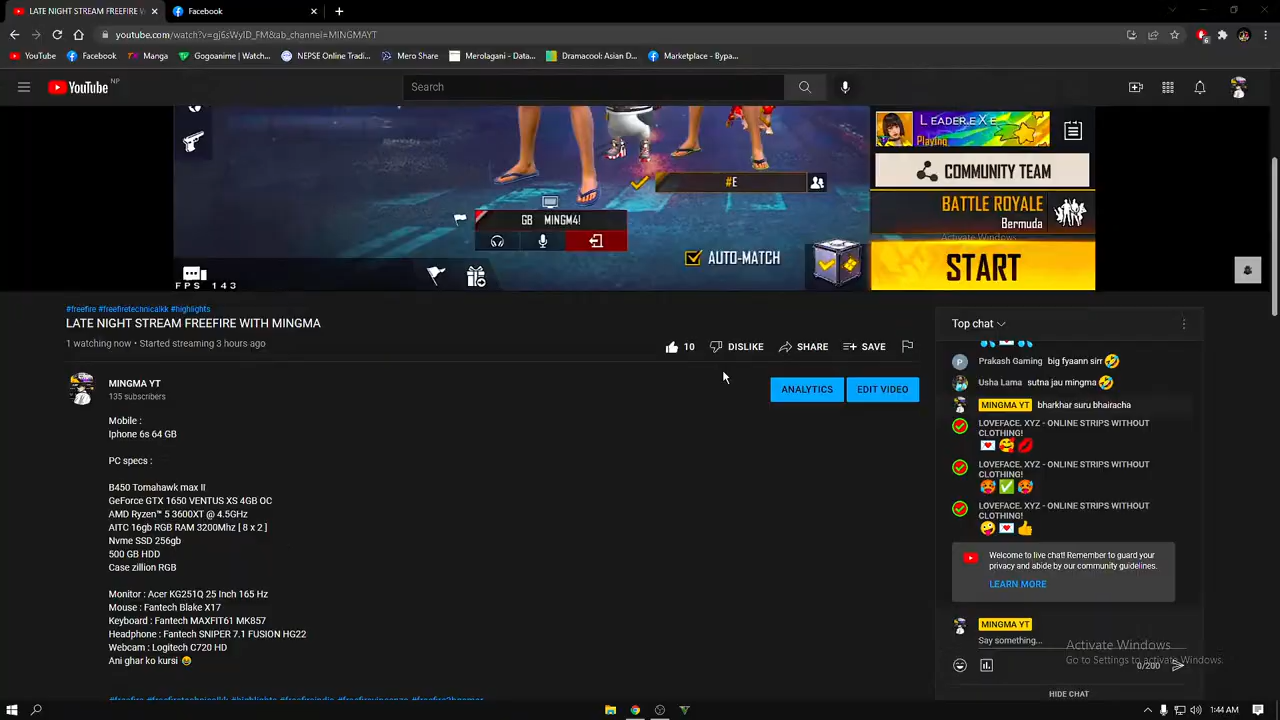 LATE NIGHT STREAM FREEFIRE W
Facebook
youtube.com/watch?v=gj6sWyID_FM&ab_channel=MINGMAYT
YouTube
Facebook
Manga
Gogoanime | Watch...
NEPSE Online Tradi...
Mero Share
Merolagani - :...
Dramacool: Asian D...
Marketplace - Bypa...
YouTube NP
Search
LEADER.EXE
Playing
COMMUNITY TEAM
#E
BATTLE ROYALE
Bermuda
GB MINGM4!
AUTO-MATCH
START
FPS 143
#freefire #freefiretechnicalkk #highlights
LATE NIGHT STREAM FREEFIRE WITH MINGMA
1 watching now • Started streaming 3 hours ago
10
DISLIKE
SHARE
SAVE
MINGMA YT
135 subscribers
ANALYTICS
EDIT VIDEO
Mobile :
Iphone 6s 64 GB
PC specs :
B450 Tomahawk max II
GeForce GTX 1650 VENTUS XS 4GB OC
AMD Ryzen™ 5 3600XT @ 4.5GHz
AITC 16gb RGB RAM 3200Mhz [ 8 x 2 ]
Nvme SSD 256gb
500 GB HDD
Case zillion RGB
Monitor : Acer KG251Q 25 Inch 165 Hz
Mouse : Fantech Blake X17
Keyboard : Fantech MAXFIT61 MK857
Headphone : Fantech SNIPER 7.1 FUSION HG22
Webcam : Logitech C720 HD
Ani ghar ko kursi 😂
Top chat
Prakash Gaming big fyaann sirr 🤣
Usha Lama sutna jau mingma 🤣
MINGMA YT bharkhar suru bhairacha
LOVEFACE. XYZ - ONLINE STRIPS WITHOUT
CLOTHING!
💌 🥰 💋
LOVEFACE. XYZ - ONLINE STRIPS WITHOUT
CLOTHING!
🥵 ✅ 🥵
LOVEFACE. XYZ - ONLINE STRIPS WITHOUT
CLOTHING!
🤪 💌 👍
Welcome to live chat! Remember to guard your
privacy and abide by our community guidelines.
LEARN MORE
MINGMA YT
Say something...
0/200
HIDE CHAT
Activate Windows
Go to Settings to activate Windows.
1:44 AM